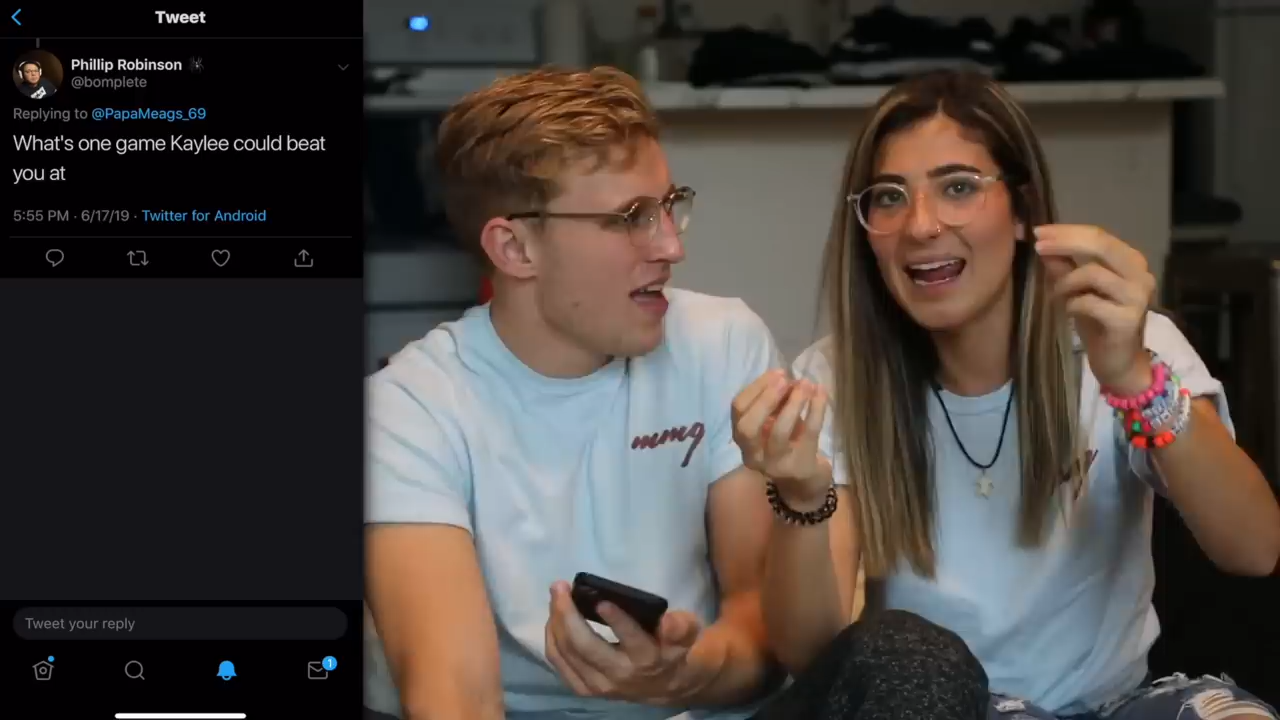 Tweet
Phillip Robinson
@bomplete
Replying to @PapaMeags_69
What's one game Kaylee could beat
you at
5:55 PM · 6/17/19 · Twitter for Android
Tweet your reply
1
mmg